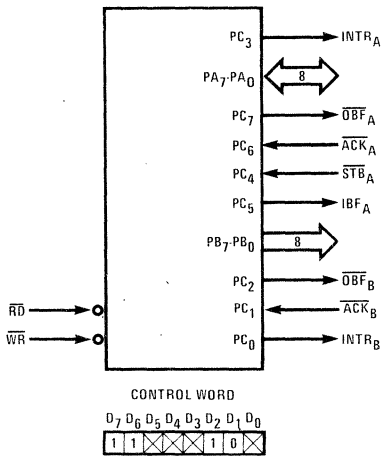 PC3 INTRA
PA7-PA0 8
PC7 OBFA
PC6 ACKA
PC4 STBA
PC5 IBFA
PB7-PB0 8
PC2 OBFB
RD PC1 ACKB
WR PC0 INTRB
CONTROL WORD
D7 D6 D5 D4 D3 D2 D1 D0
1 1 X X X 1 0 X